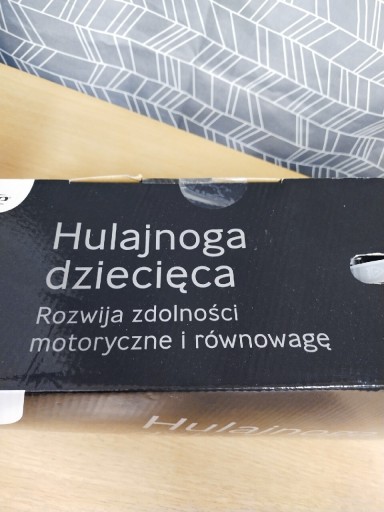 Hulajnoga
dziecięca
Rozwija zdolności
motoryczne i równowagę
Hulajnoga